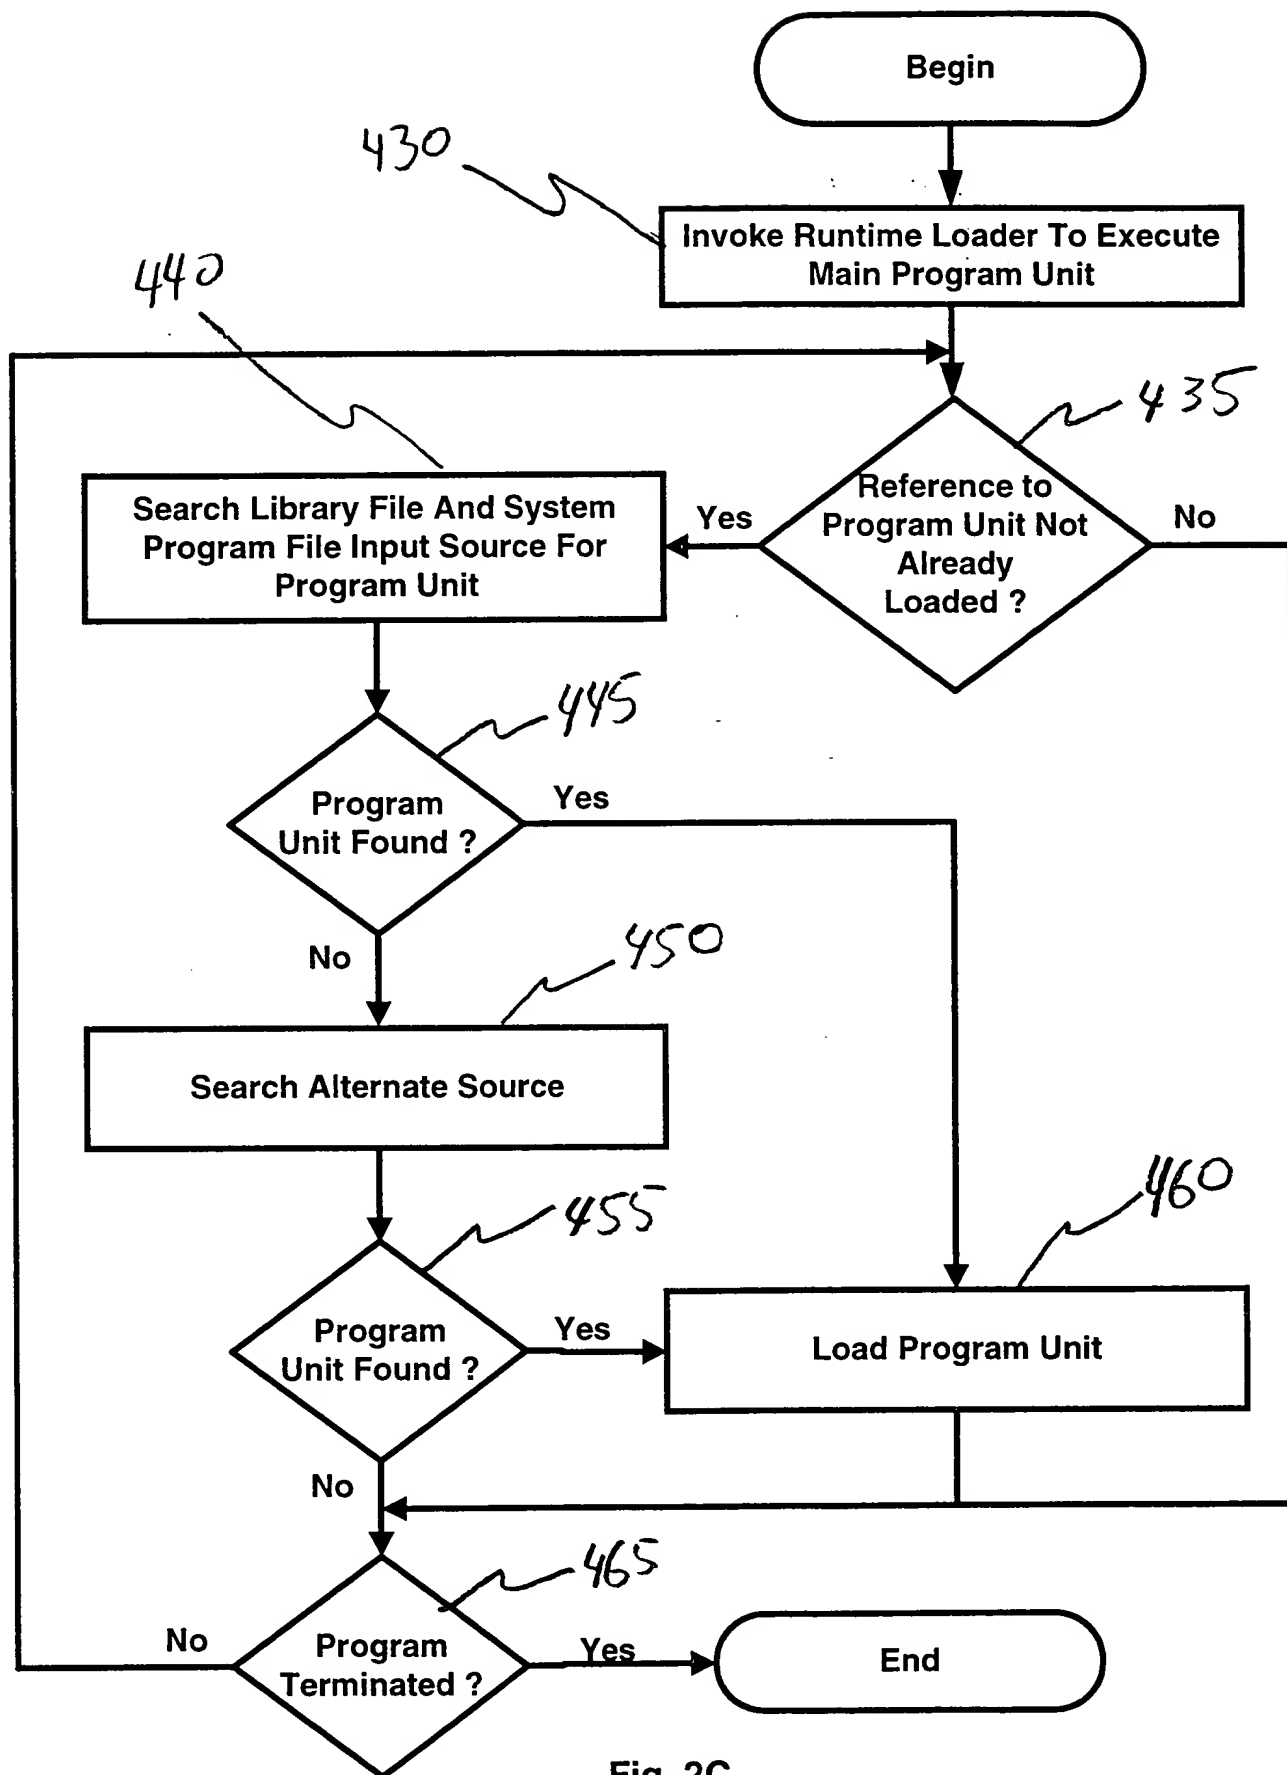 Begin
430
Invoke Runtime Loader To Execute
Main Program Unit
440
435
Reference to
Program Unit Not
Already
Loaded ?
Yes
No
Search Library File And System
Program File Input Source For
Program Unit
445
Program
Unit Found ?
Yes
No
450
Search Alternate Source
455
460
Program
Unit Found ?
Yes
Load Program Unit
No
465
Program
Terminated ?
No
Yes
End
Fig. 2C